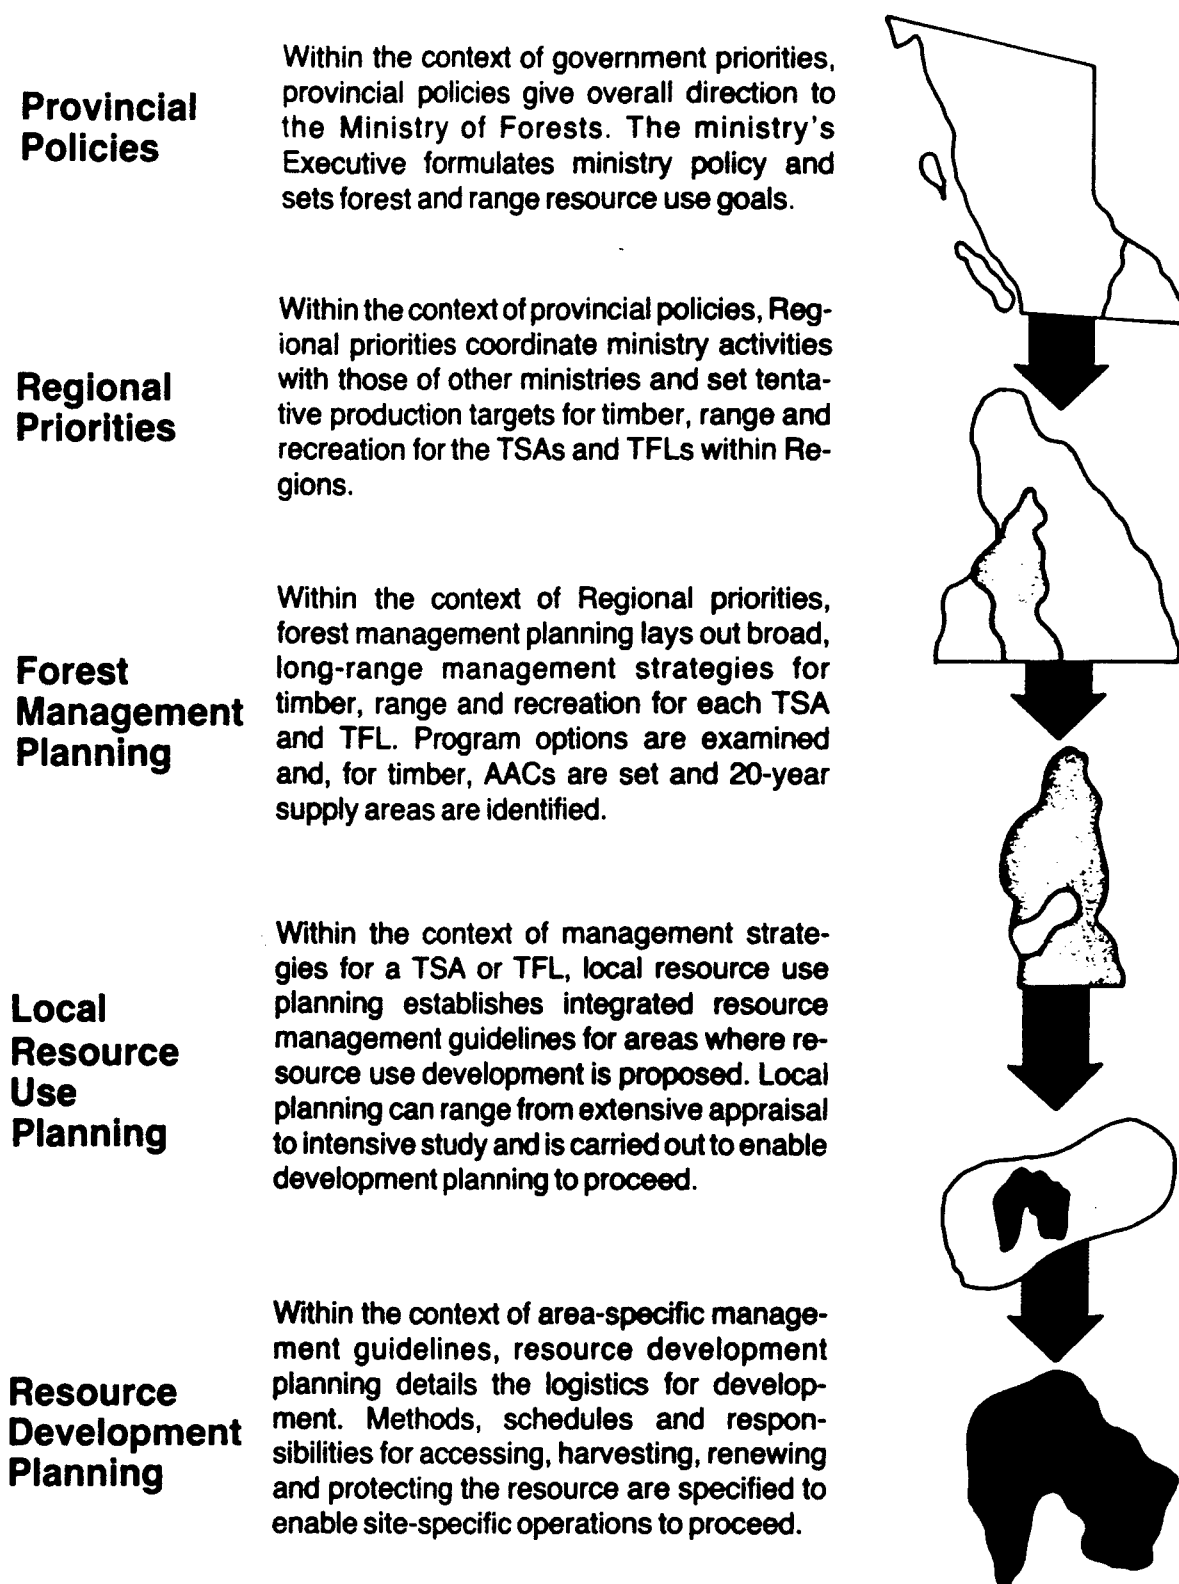 Provincial
Policies
Within the context of government priorities,
provincial policies give overall direction to
the Ministry of Forests. The ministry's
Executive formulates ministry policy and
sets forest and range resource use goals.
Regional
Priorities
Within the context of provincial policies, Reg-
ional priorities coordinate ministry activities
with those of other ministries and set tenta-
tive production targets for timber, range and
recreation for the TSAs and TFLs within Re-
gions.
Forest
Management
Planning
Within the context of Regional priorities,
forest management planning lays out broad,
long-range management strategies for
timber, range and recreation for each TSA
and TFL. Program options are examined
and, for timber, AACs are set and 20-year
supply areas are identified.
Local
Resource
Use
Planning
Within the context of management strate-
gies for a TSA or TFL, local resource use
planning establishes integrated resource
management guidelines for areas where re-
source use development is proposed. Local
planning can range from extensive appraisal
to intensive study and is carried out to enable
development planning to proceed.
Resource
Development
Planning
Within the context of area-specific manage-
ment guidelines, resource development
planning details the logistics for develop-
ment. Methods, schedules and respon-
sibilities for accessing, harvesting, renewing
and protecting the resource are specified to
enable site-specific operations to proceed.